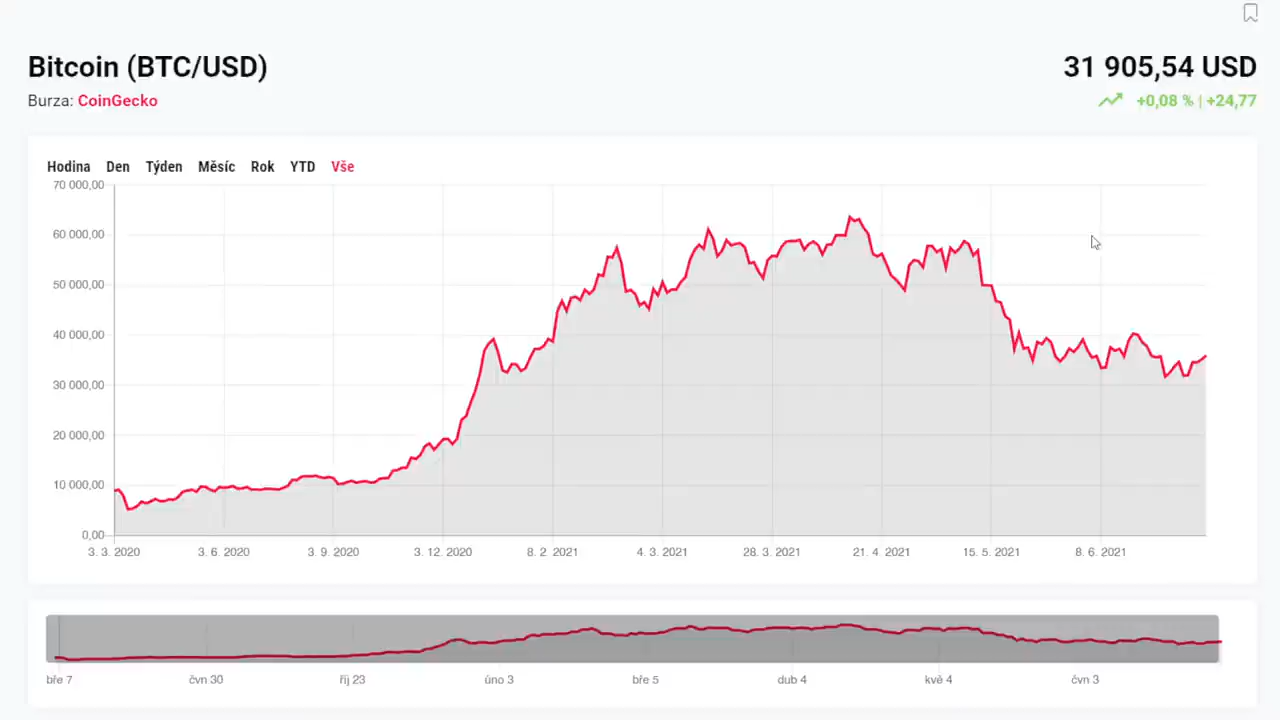 Bitcoin (BTC/USD)
31 905,54 USD
Burza: CoinGecko
+0,08 % | +24,77
Hodina Den Týden Měsíc Rok YTD Vše
70 000,00
60 000,00
50 000,00
40 000,00
30 000,00
20 000,00
10 000,00
0,00
3. 3. 2020 3. 6. 2020 3. 9. 2020 3. 12. 2020 8. 2. 2021 4. 3. 2021 28. 3. 2021 21. 4. 2021 15. 5. 2021 8. 6. 2021
bře 7 čvn 30 říj 23 úno 3 bře 5 dub 4 kvě 4 čvn 3